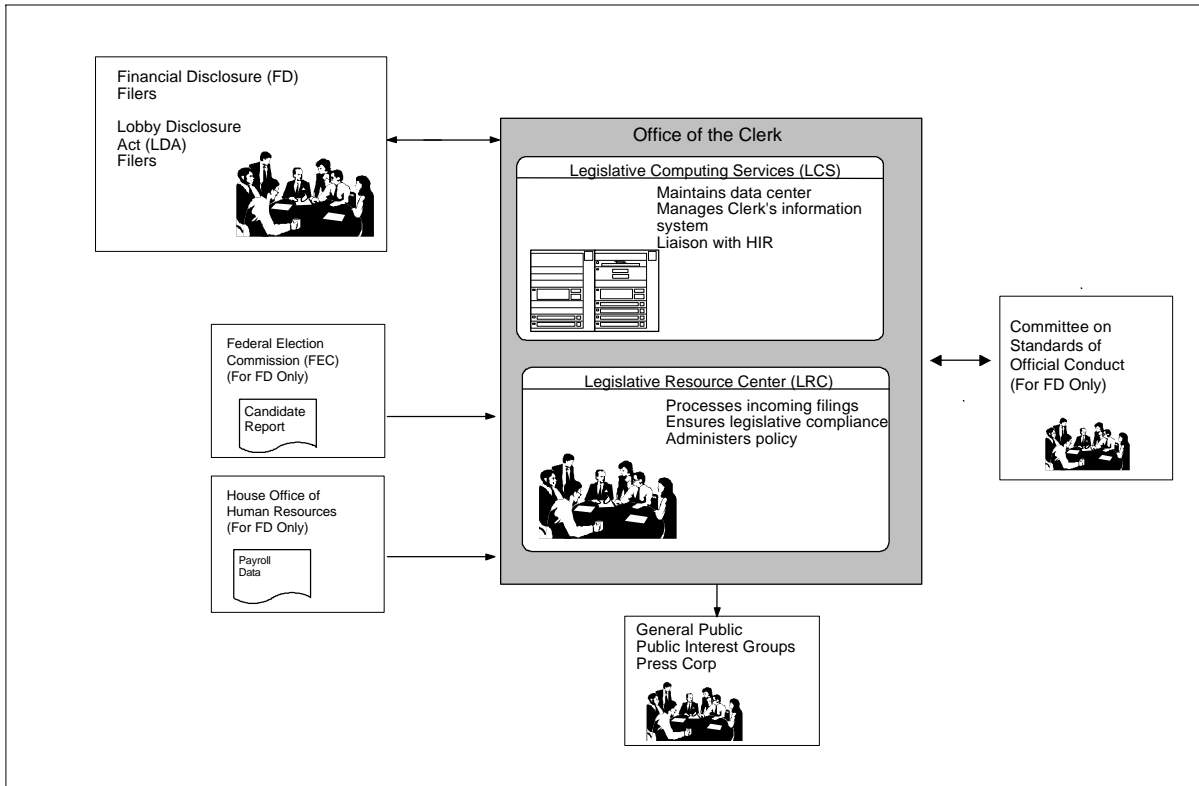 Financial Disclosure (FD)
Filers
Lobby Disclosure
Act (LDA)
Filers
Office of the Clerk
Legislative Computing Services (LCS)
Maintains data center
Manages Clerk's information
system
Liaison with HIR
Federal Election
Commission (FEC)
(For FD Only)
Candidate
Report
Legislative Resource Center (LRC)
Processes incoming filings
Ensures legislative compliance
Administers policy
Committee on
Standards of
Official Conduct
(For FD Only)
House Office of
Human Resources
(For FD Only)
Payroll
Data
General Public
Public Interest Groups
Press Corp